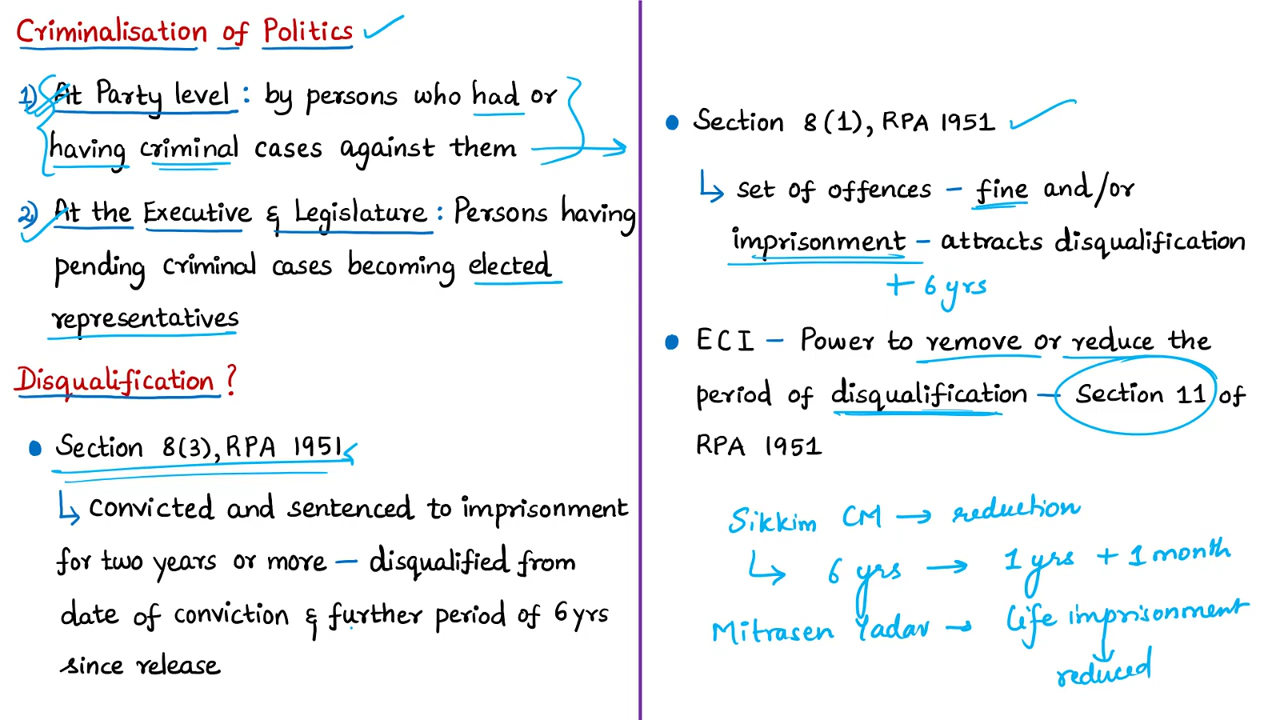 Criminalisation of Politics
1) At Party level : by persons who had or
having criminal cases against them
2) At the Executive & Legislature : Persons having
pending criminal cases becoming elected
representatives
Disqualification ?
Section 8(3), RPA 1951
convicted and sentenced to imprisonment
for two years or more – disqualified from
date of conviction & further period of 6 yrs
since release
Section 8(1), RPA 1951
set of offences – fine and/or
imprisonment – attracts disqualification
+ 6 yrs
ECI – Power to remove or reduce the
period of disqualification – Section 11 of
RPA 1951
Sikkim CM → reduction
6 yrs → 1 yrs + 1 month
Mitrasen Yadav → life imprisonment
reduced